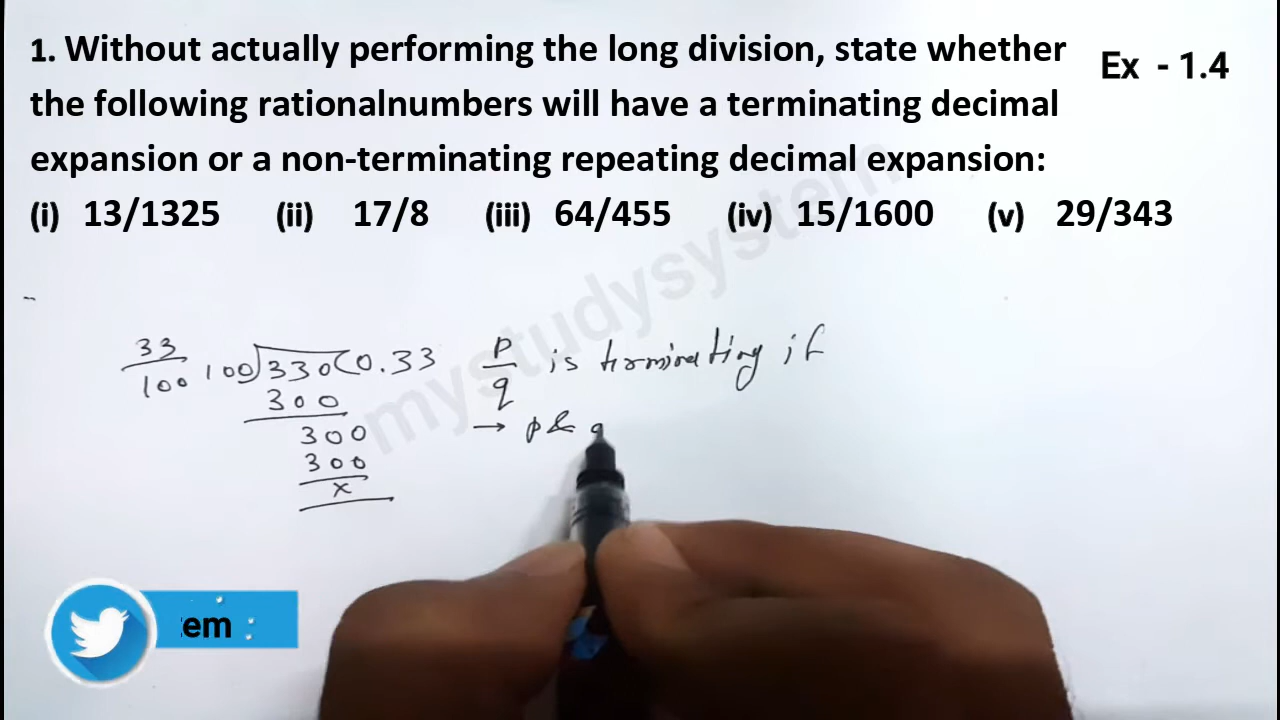 1. Without actually performing the long division, state whether
Ex - 1.4
the following rationalnumbers will have a terminating decimal
expansion or a non-terminating repeating decimal expansion:
(i) 13/1325 (ii) 17/8 (iii) 64/455 (iv) 15/1600 (v) 29/343
mystudysystem
33
100 100 330 0.33
300
300
300
x
p
q is terminating if
→ p & q
em :